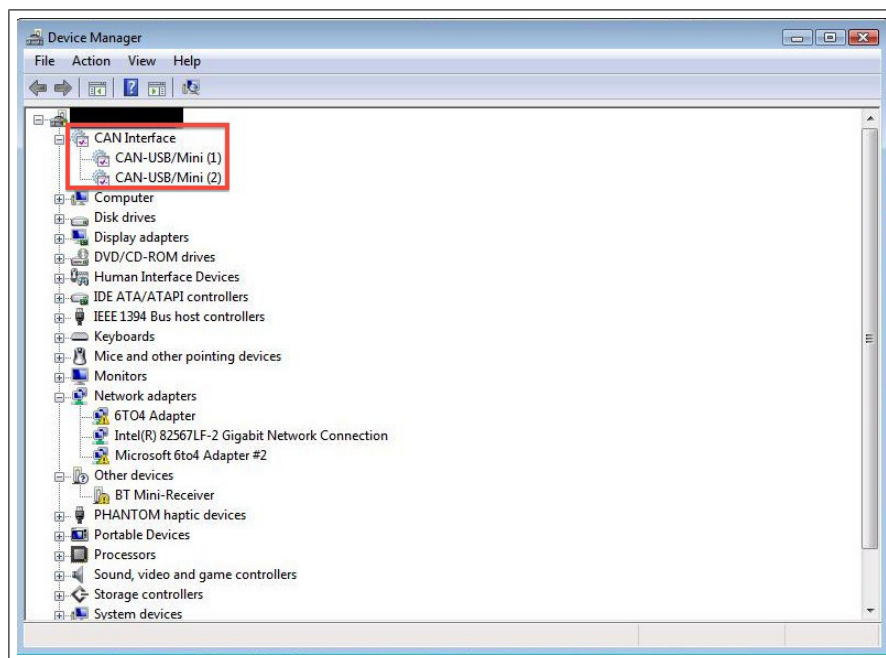 Device Manager
File Action View Help
CAN Interface
CAN-USB/Mini (1)
CAN-USB/Mini (2)
Computer
Disk drives
Display adapters
DVD/CD-ROM drives
Human Interface Devices
IDE ATA/ATAPI controllers
IEEE 1394 Bus host controllers
Keyboards
Mice and other pointing devices
Monitors
Network adapters
6TO4 Adapter
Intel(R) 82567LF-2 Gigabit Network Connection
Microsoft 6to4 Adapter #2
Other devices
BT Mini-Receiver
PHANTOM haptic devices
Portable Devices
Processors
Sound, video and game controllers
Storage controllers
System devices